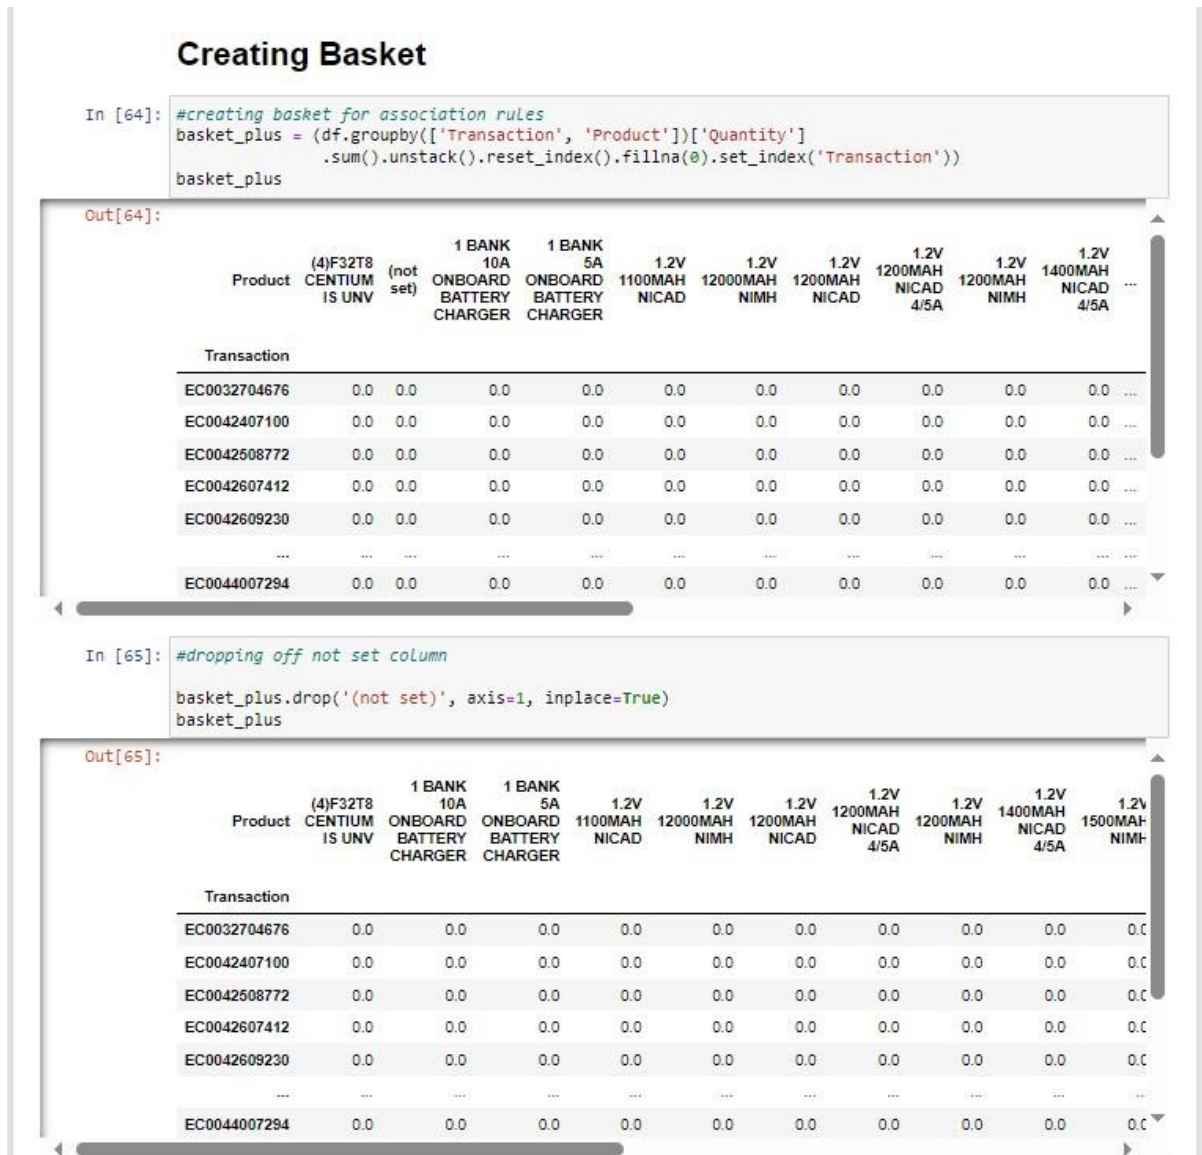 Creating Basket
In [64]: #creating basket for association rules
basket_plus = (df.groupby(['Transaction', 'Product'])['Quantity']
.sum().unstack().reset_index().fillna(0).set_index('Transaction'))
basket_plus
Out[64]:
Product (4)F32T8 CENTIUM IS UNV (not set) 1 BANK 10A ONBOARD BATTERY CHARGER 1 BANK 5A ONBOARD BATTERY CHARGER 1.2V 1100MAH NICAD 1.2V 12000MAH NIMH 1.2V 1200MAH NICAD 1.2V 1200MAH NICAD 4/5A 1.2V 1200MAH NIMH 1.2V 1400MAH NICAD 4/5A ...
Transaction
EC0032704676 0.0 0.0 0.0 0.0 0.0 0.0 0.0 0.0 0.0 0.0 ...
EC0042407100 0.0 0.0 0.0 0.0 0.0 0.0 0.0 0.0 0.0 0.0 ...
EC0042508772 0.0 0.0 0.0 0.0 0.0 0.0 0.0 0.0 0.0 0.0 ...
EC0042607412 0.0 0.0 0.0 0.0 0.0 0.0 0.0 0.0 0.0 0.0 ...
EC0042609230 0.0 0.0 0.0 0.0 0.0 0.0 0.0 0.0 0.0 0.0 ...
... ... ... ... ... ... ... ... ... ... ... ...
EC0044007294 0.0 0.0 0.0 0.0 0.0 0.0 0.0 0.0 0.0 0.0 ...
In [65]: #dropping off not set column
basket_plus.drop('(not set)', axis=1, inplace=True)
basket_plus
Out[65]:
Product (4)F32T8 CENTIUM IS UNV 1 BANK 10A ONBOARD BATTERY CHARGER 1 BANK 5A ONBOARD BATTERY CHARGER 1.2V 1100MAH NICAD 1.2V 12000MAH NIMH 1.2V 1200MAH NICAD 1.2V 1200MAH NICAD 4/5A 1.2V 1200MAH NIMH 1.2V 1400MAH NICAD 4/5A 1.2V 1500MAH NIMH
Transaction
EC0032704676 0.0 0.0 0.0 0.0 0.0 0.0 0.0 0.0 0.0 0.0
EC0042407100 0.0 0.0 0.0 0.0 0.0 0.0 0.0 0.0 0.0 0.0
EC0042508772 0.0 0.0 0.0 0.0 0.0 0.0 0.0 0.0 0.0 0.0
EC0042607412 0.0 0.0 0.0 0.0 0.0 0.0 0.0 0.0 0.0 0.0
EC0042609230 0.0 0.0 0.0 0.0 0.0 0.0 0.0 0.0 0.0 0.0
... ... ... ... ... ... ... ... ... ... ...
EC0044007294 0.0 0.0 0.0 0.0 0.0 0.0 0.0 0.0 0.0 0.0